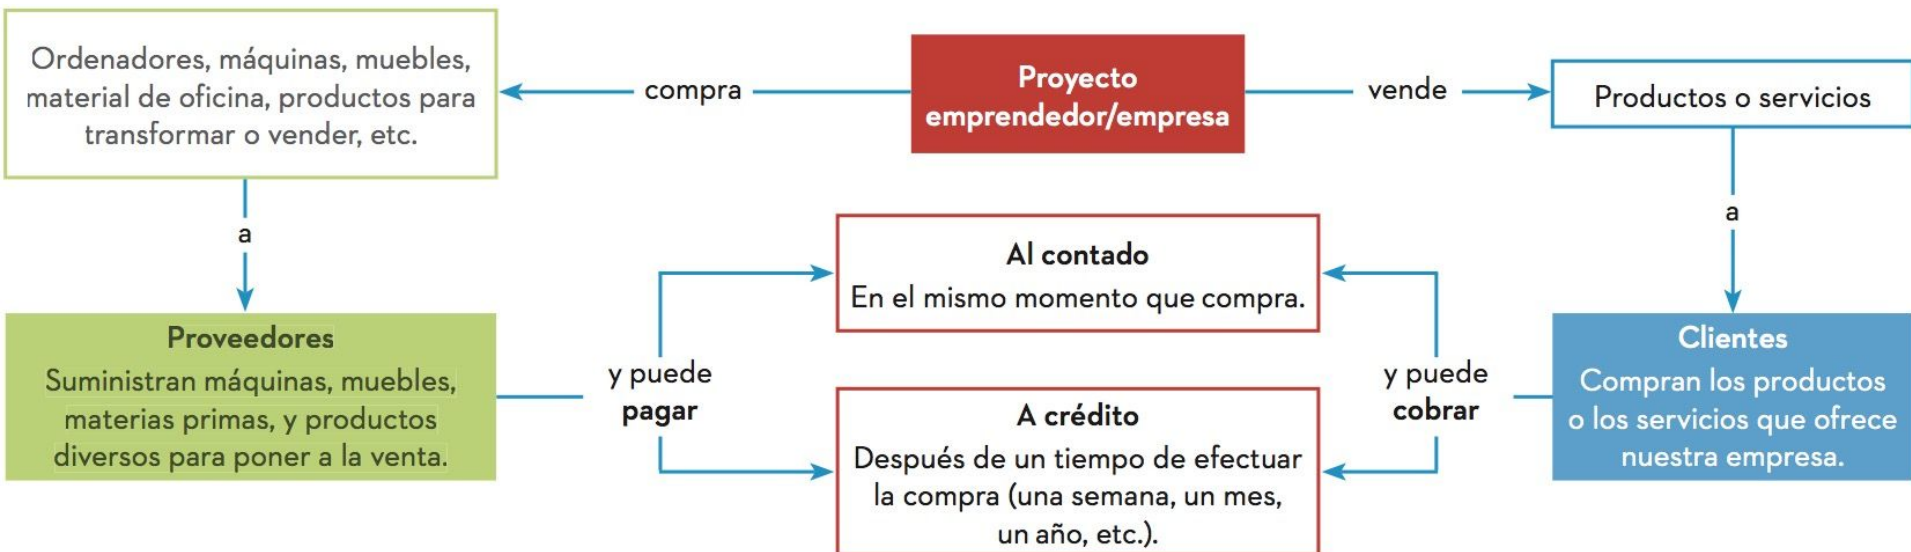 Ordenadores, máquinas, muebles,
material de oficina, productos para
transformar o vender, etc.
compra
Proyecto
emprendedor/empresa
vende
Productos o servicios
a
a
Proveedores
Suministran máquinas, muebles,
materias primas, y productos
diversos para poner a la venta.
y puede
pagar
Al contado
En el mismo momento que compra.
A crédito
Después de un tiempo de efectuar
la compra (una semana, un mes,
un año, etc.).
y puede
cobrar
Clientes
Compran los productos
o los servicios que ofrece
nuestra empresa.